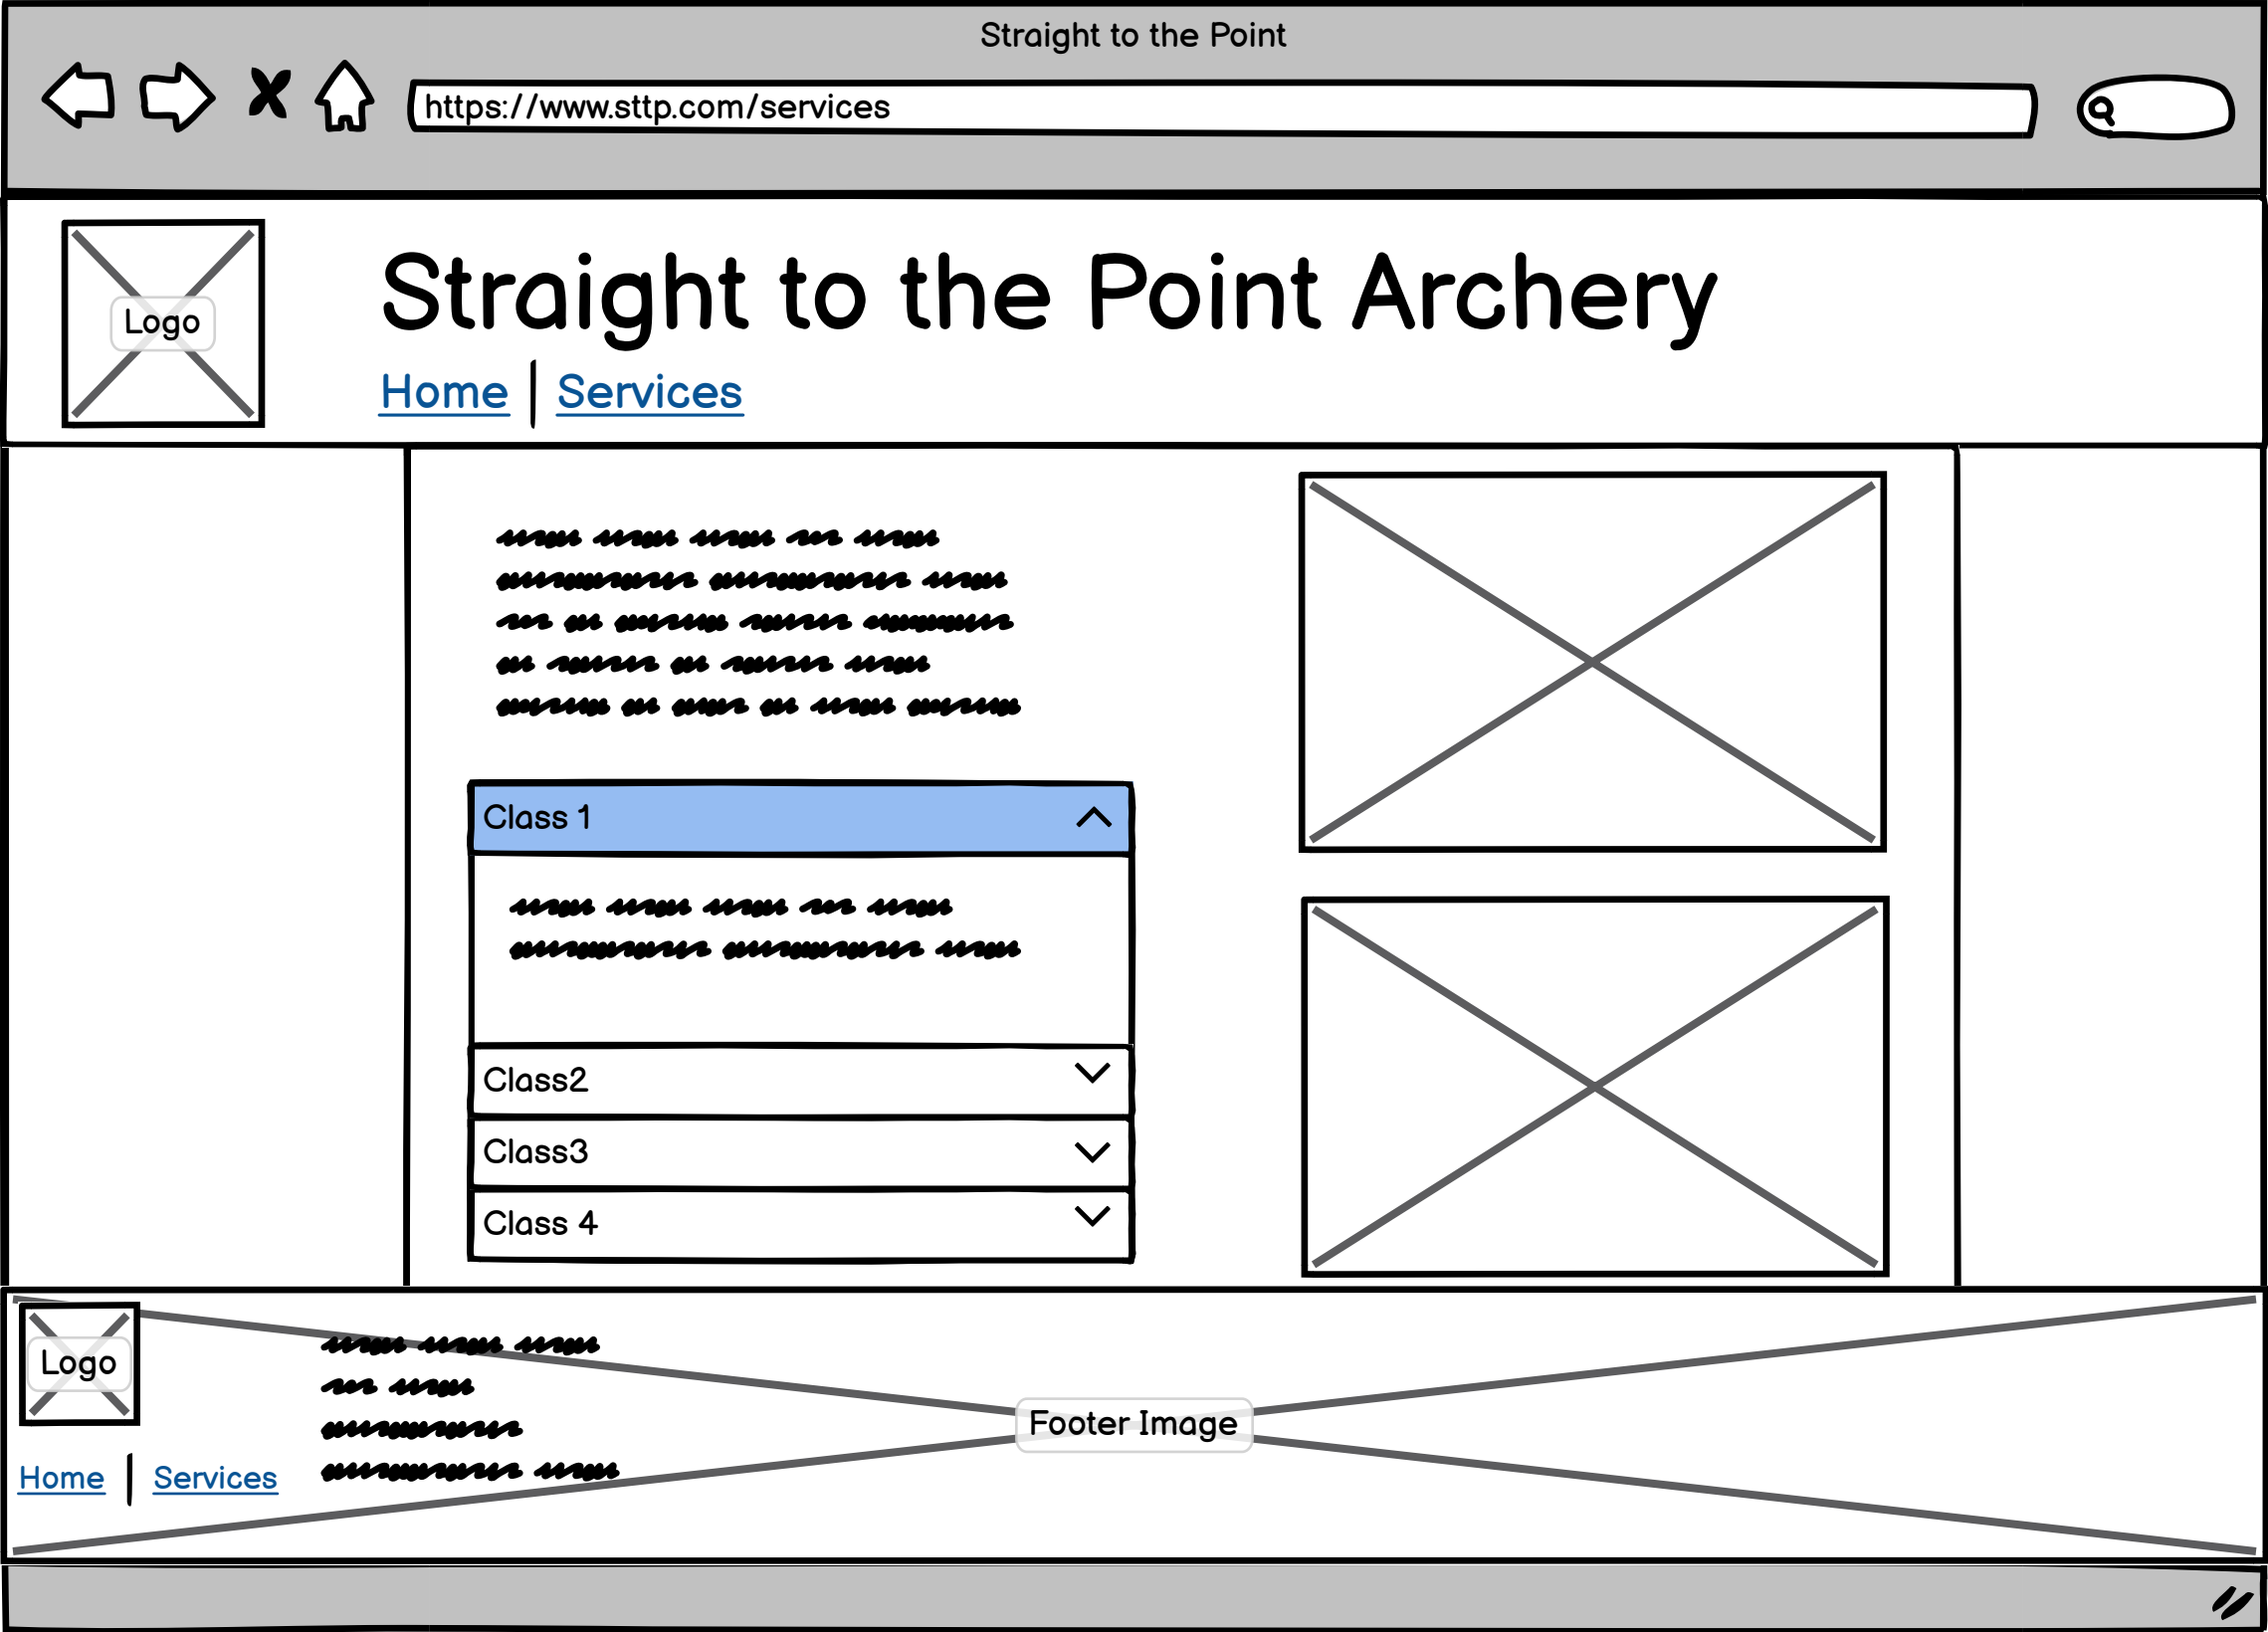 Straight to the Point
https://www.sttp.com/services
Logo
Straight to the Point Archery
Home | Services
Class 1
Class2
Class3
Class 4
Logo
Footer Image
Home | Services